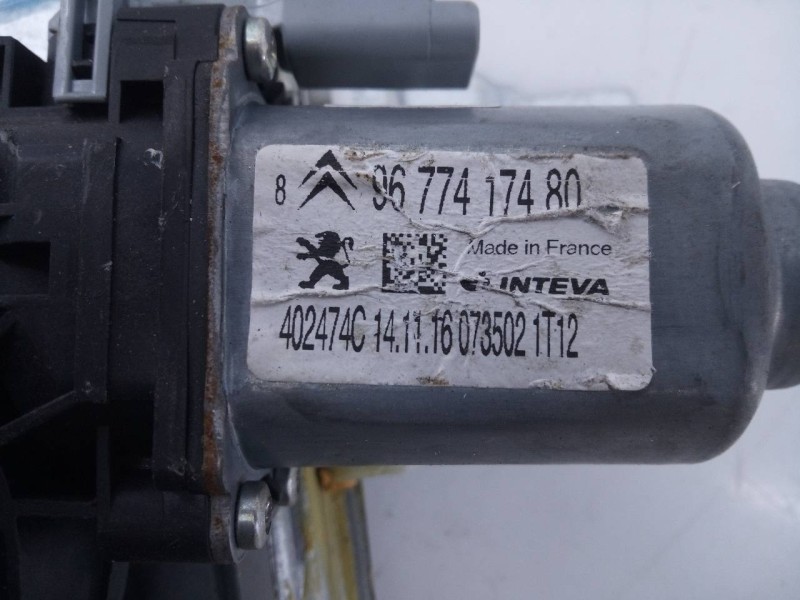 8 96 774 174 80
Made in France
INTEVA
402474C 14.11.16 073502 1T12